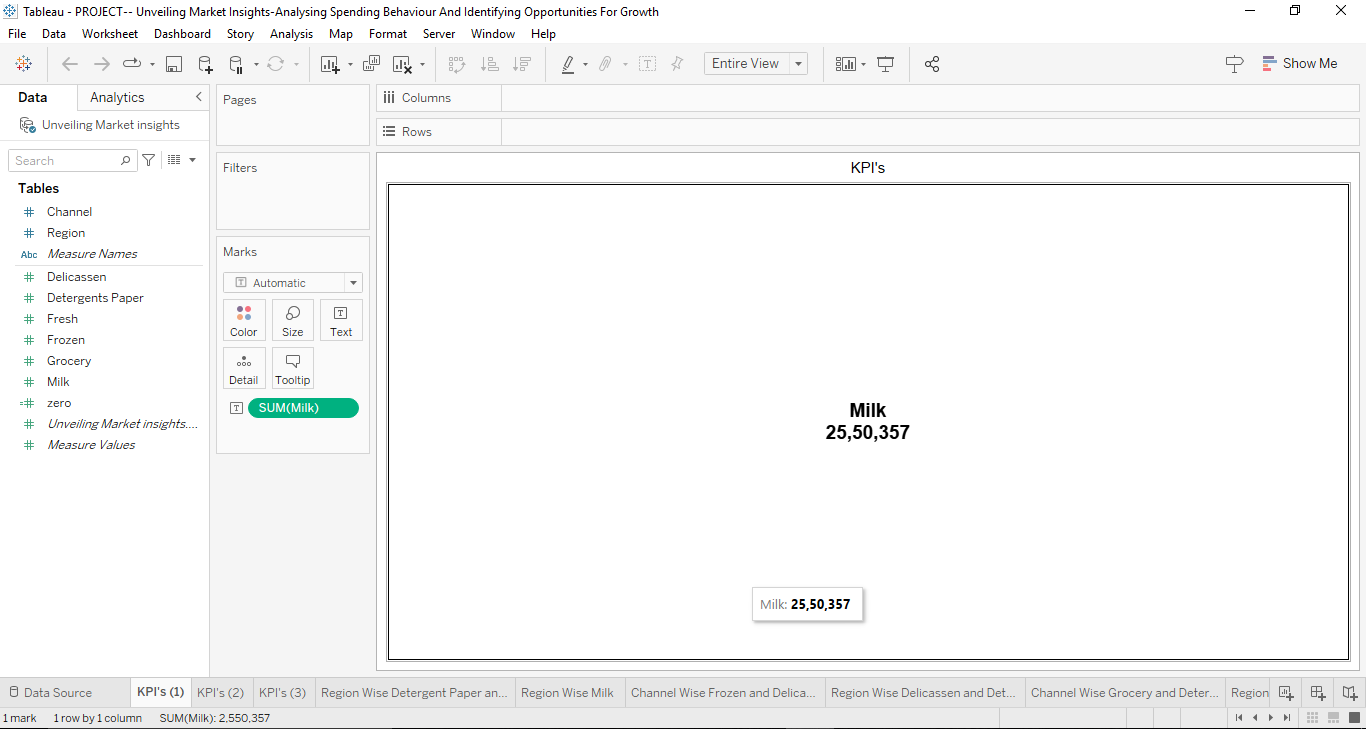 Tableau - PROJECT-- Unveiling Market Insights-Analysing Spending Behaviour And Identifying Opportunities For Growth
File Data Worksheet Dashboard Story Analysis Map Format Server Window Help
Entire View
Show Me
Data
Analytics
Unveiling Market insights
Search
Tables
Channel
Region
Abc Measure Names
Delicassen
Detergents Paper
Fresh
Frozen
Grocery
Milk
zero
Unveiling Market insights....
Measure Values
Pages
Filters
Marks
Automatic
Color Size Text
Detail Tooltip
SUM(Milk)
Columns
Rows
KPI's
Milk
25,50,357
Milk: 25,50,357
Data Source KPI's (1) KPI's (2) KPI's (3) Region Wise Detergent Paper an... Region Wise Milk Channel Wise Frozen and Delica... Region Wise Delicassen and Det... Channel Wise Grocery and Deter... Region
1 mark 1 row by 1 column SUM(Milk): 2,550,357